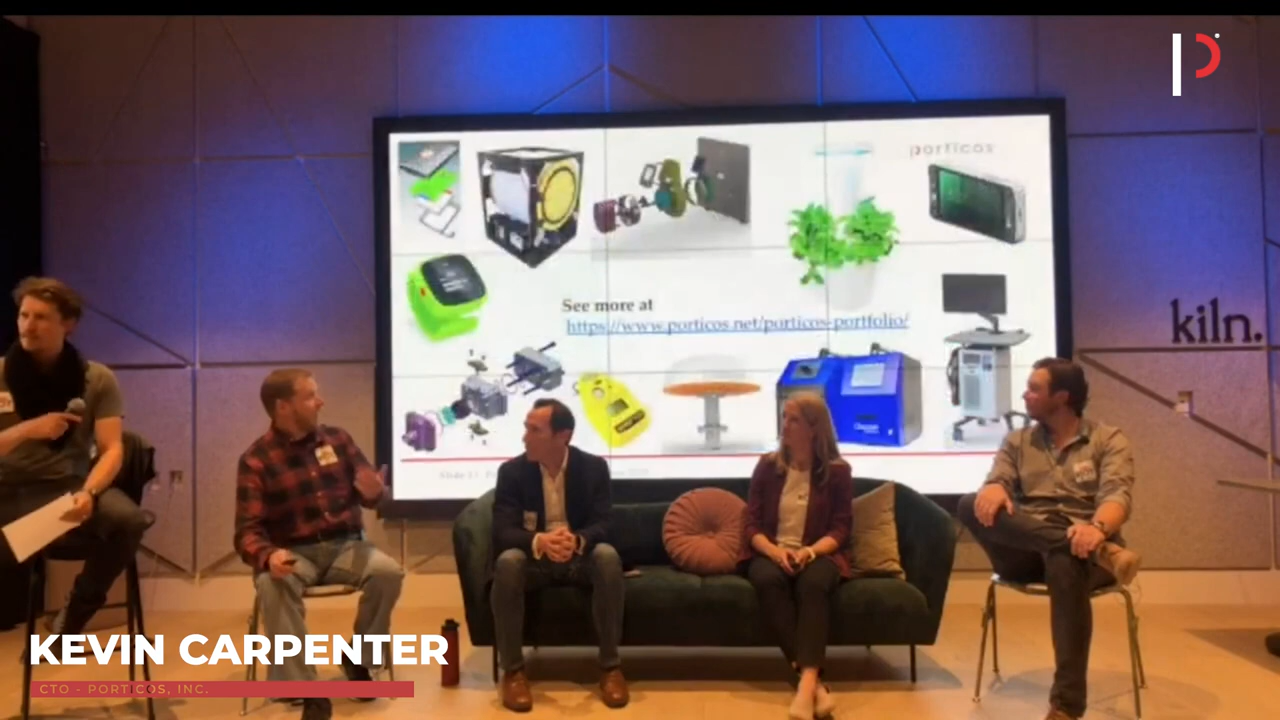 porticos
See more at
https://www.porticos.net/porticos-portfolio/
kiln.
KEVIN CARPENTER
CTO - PORTICOS, INC.